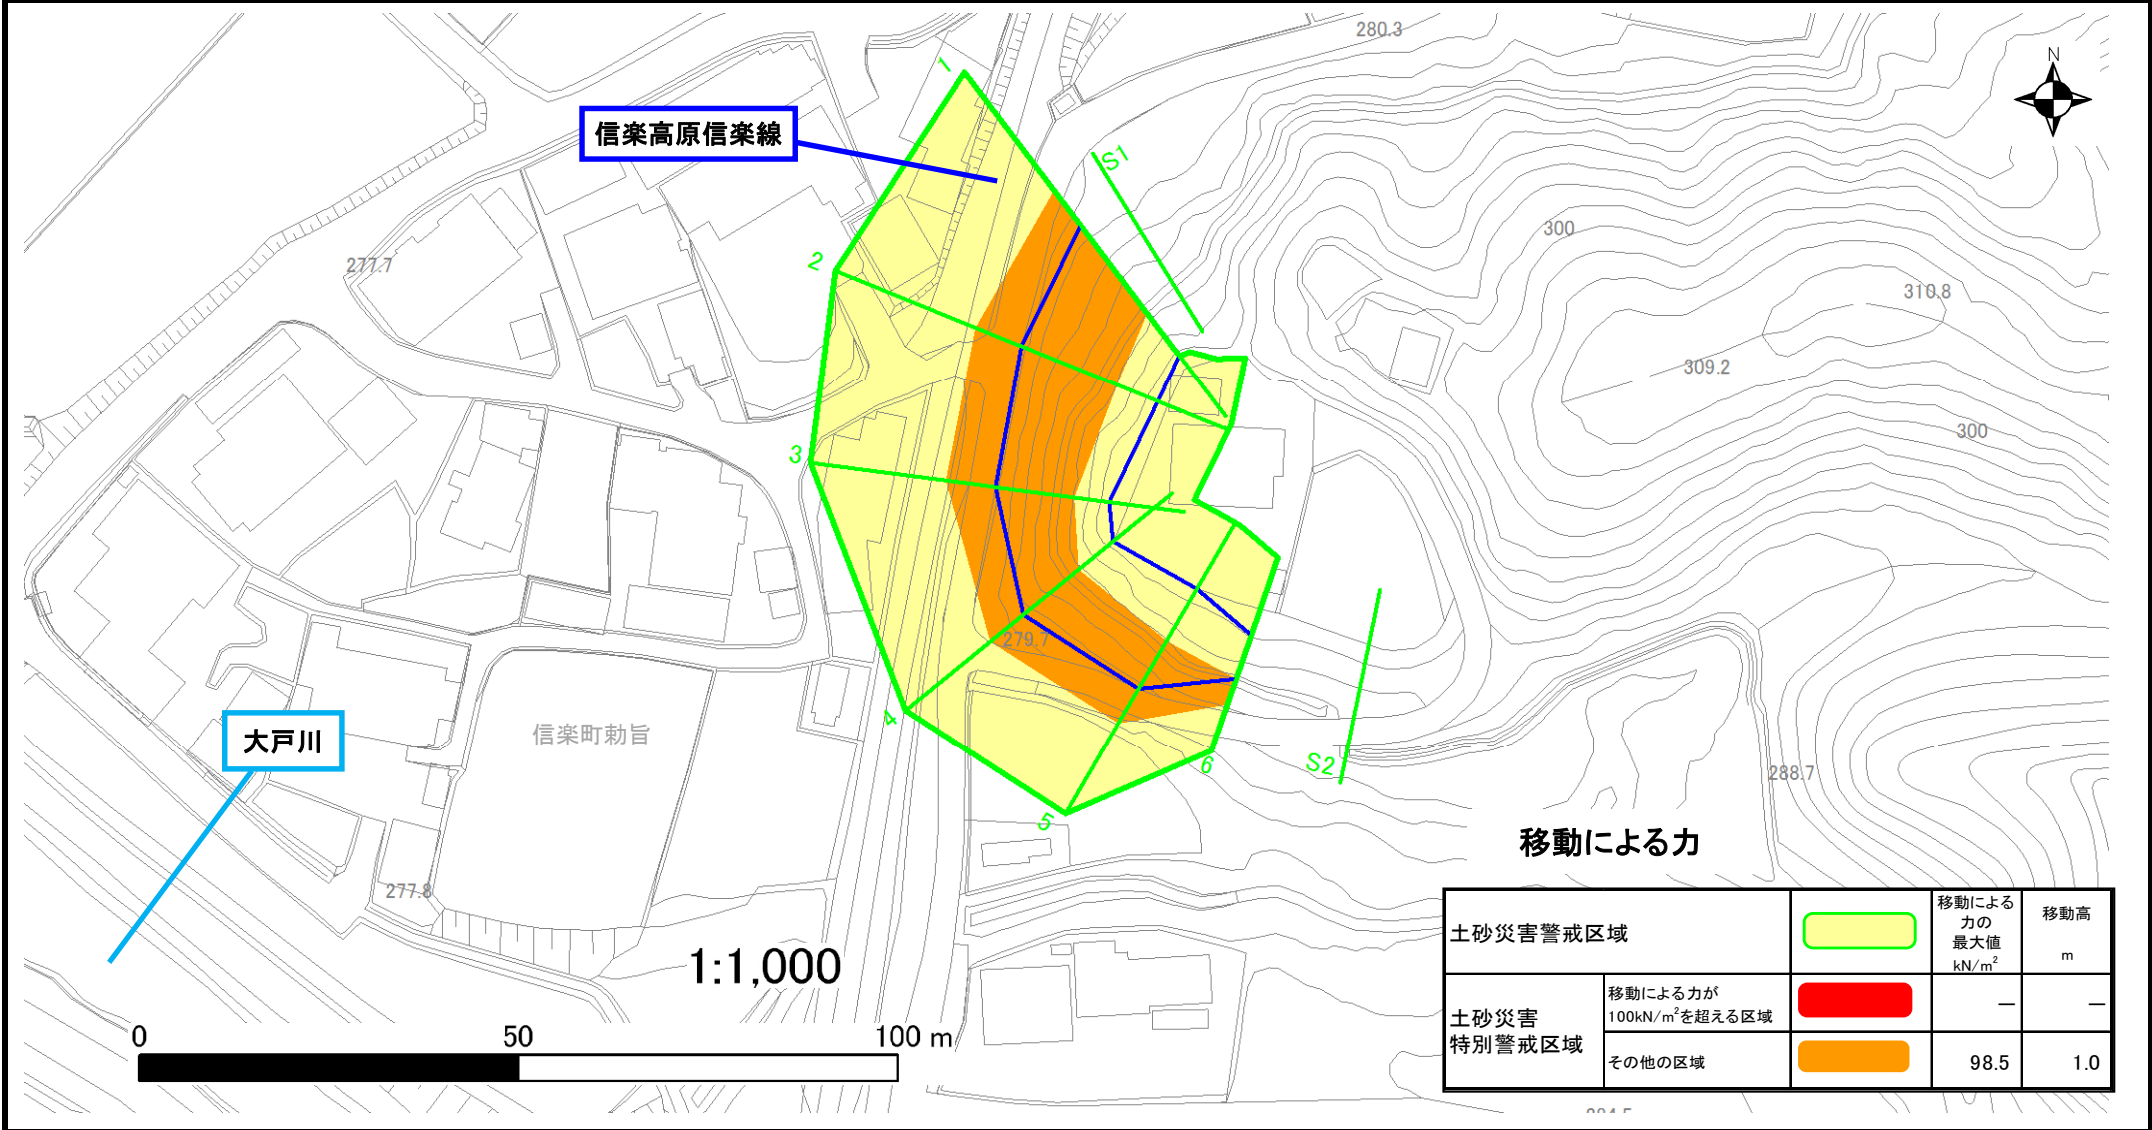 280.3
N
1
信楽高原信楽線
S1
300
2
277.7
310.8
309.2
300
3
279.7
4
信楽町勅旨
大戸川
6
S2
288.7
5
277.8
移動による力
1:1,000
0 50 100 m
土砂災害警戒区域
移動による
力の
最大値
kN/m²
移動高
m
土砂災害
特別警戒区域
移動による力が
100kN/m²を超える区域
—
—
その他の区域
98.5
1.0